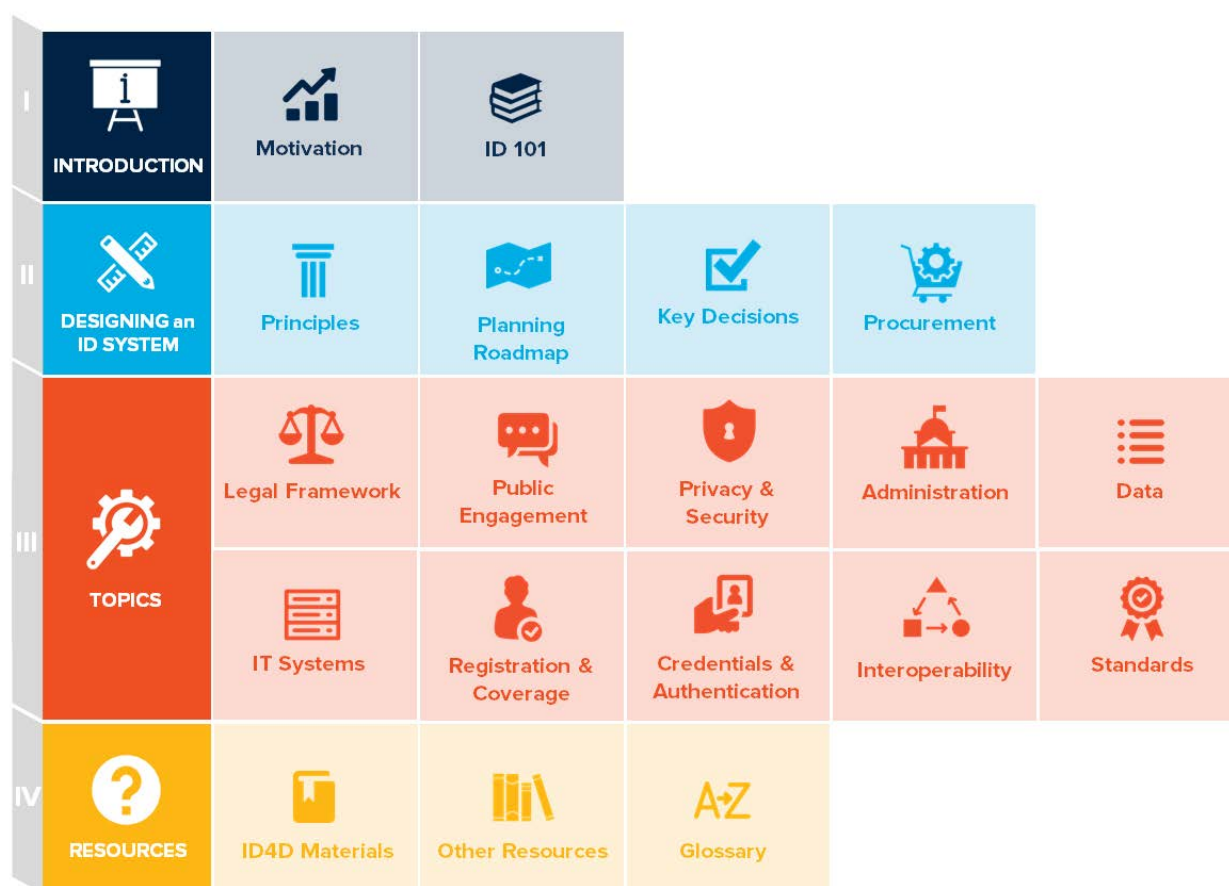 I
i
INTRODUCTION
Motivation
ID 101
II
DESIGNING an
ID SYSTEM
Principles
Planning
Roadmap
Key Decisions
Procurement
III
TOPICS
Legal Framework
Public
Engagement
Privacy &
Security
Administration
Data
IT Systems
Registration &
Coverage
Credentials &
Authentication
Interoperability
Standards
IV
?
RESOURCES
ID4D Materials
Other Resources
A→Z
Glossary